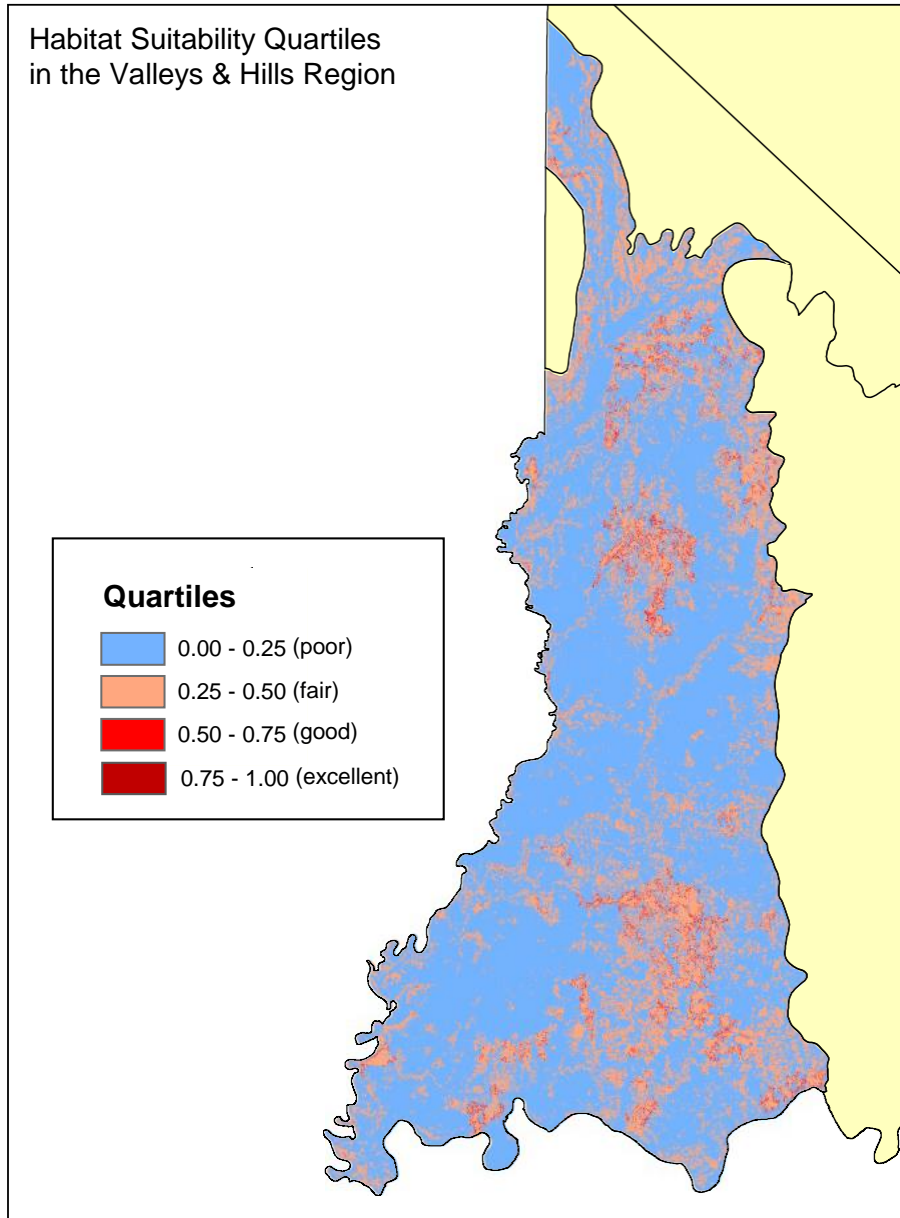 Habitat Suitability Quartiles
in the Valleys & Hills Region
Quartiles
0.00 - 0.25 (poor)
0.25 - 0.50 (fair)
0.50 - 0.75 (good)
0.75 - 1.00 (excellent)